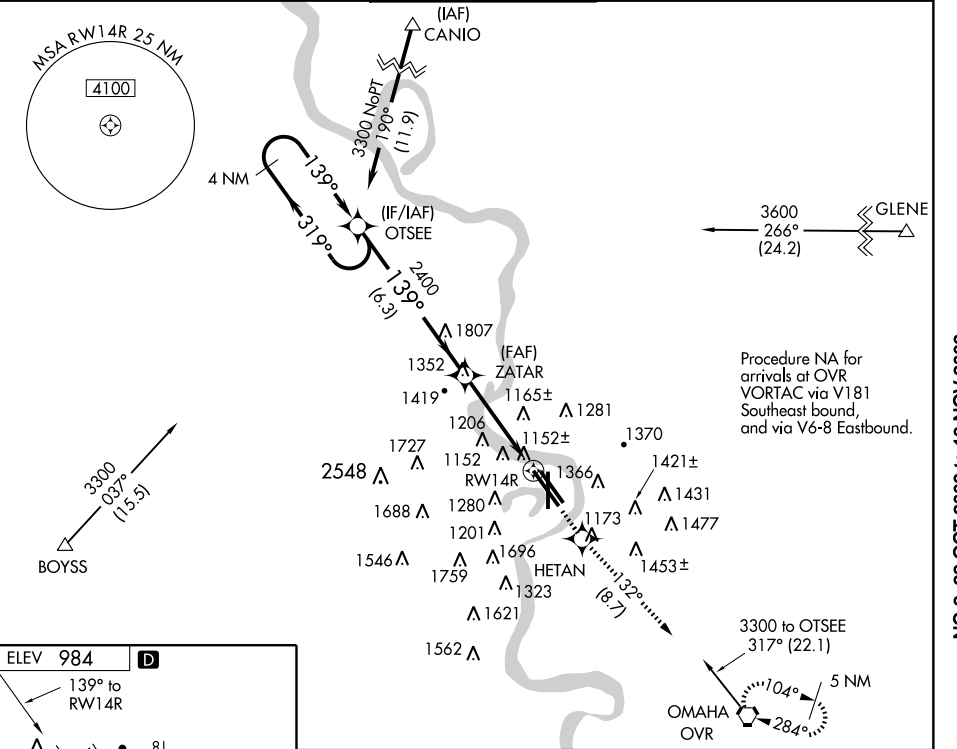 MSA RW14R 25 NM
4100
(IAF)
CANIO
3300 NoPT
190°
(11.9)
4 NM
139°
319°
(IF/IAF)
OTSEE
2400
139°
(6.3)
3600
266°
(24.2)
GLENE
1807
(FAF)
ZATAR
1352
1419
1165±
1281
Procedure NA for
arrivals at OVR
VORTAC via V181
Southeast bound,
and via V6-8 Eastbound.
1206
1152±
1370
1727
1152
2548
RW14R
1366
1421±
1431
1688
1280
1173
1477
1201
3300
037°
(15.5)
BOYSS
1546
1759
1696
HETAN
1453±
1323
132°
(8.7)
1621
1562
3300 to OTSEE
317° (22.1)
104°
5 NM
284°
OMAHA
OVR
ELEV 984 D
139° to
RW14R